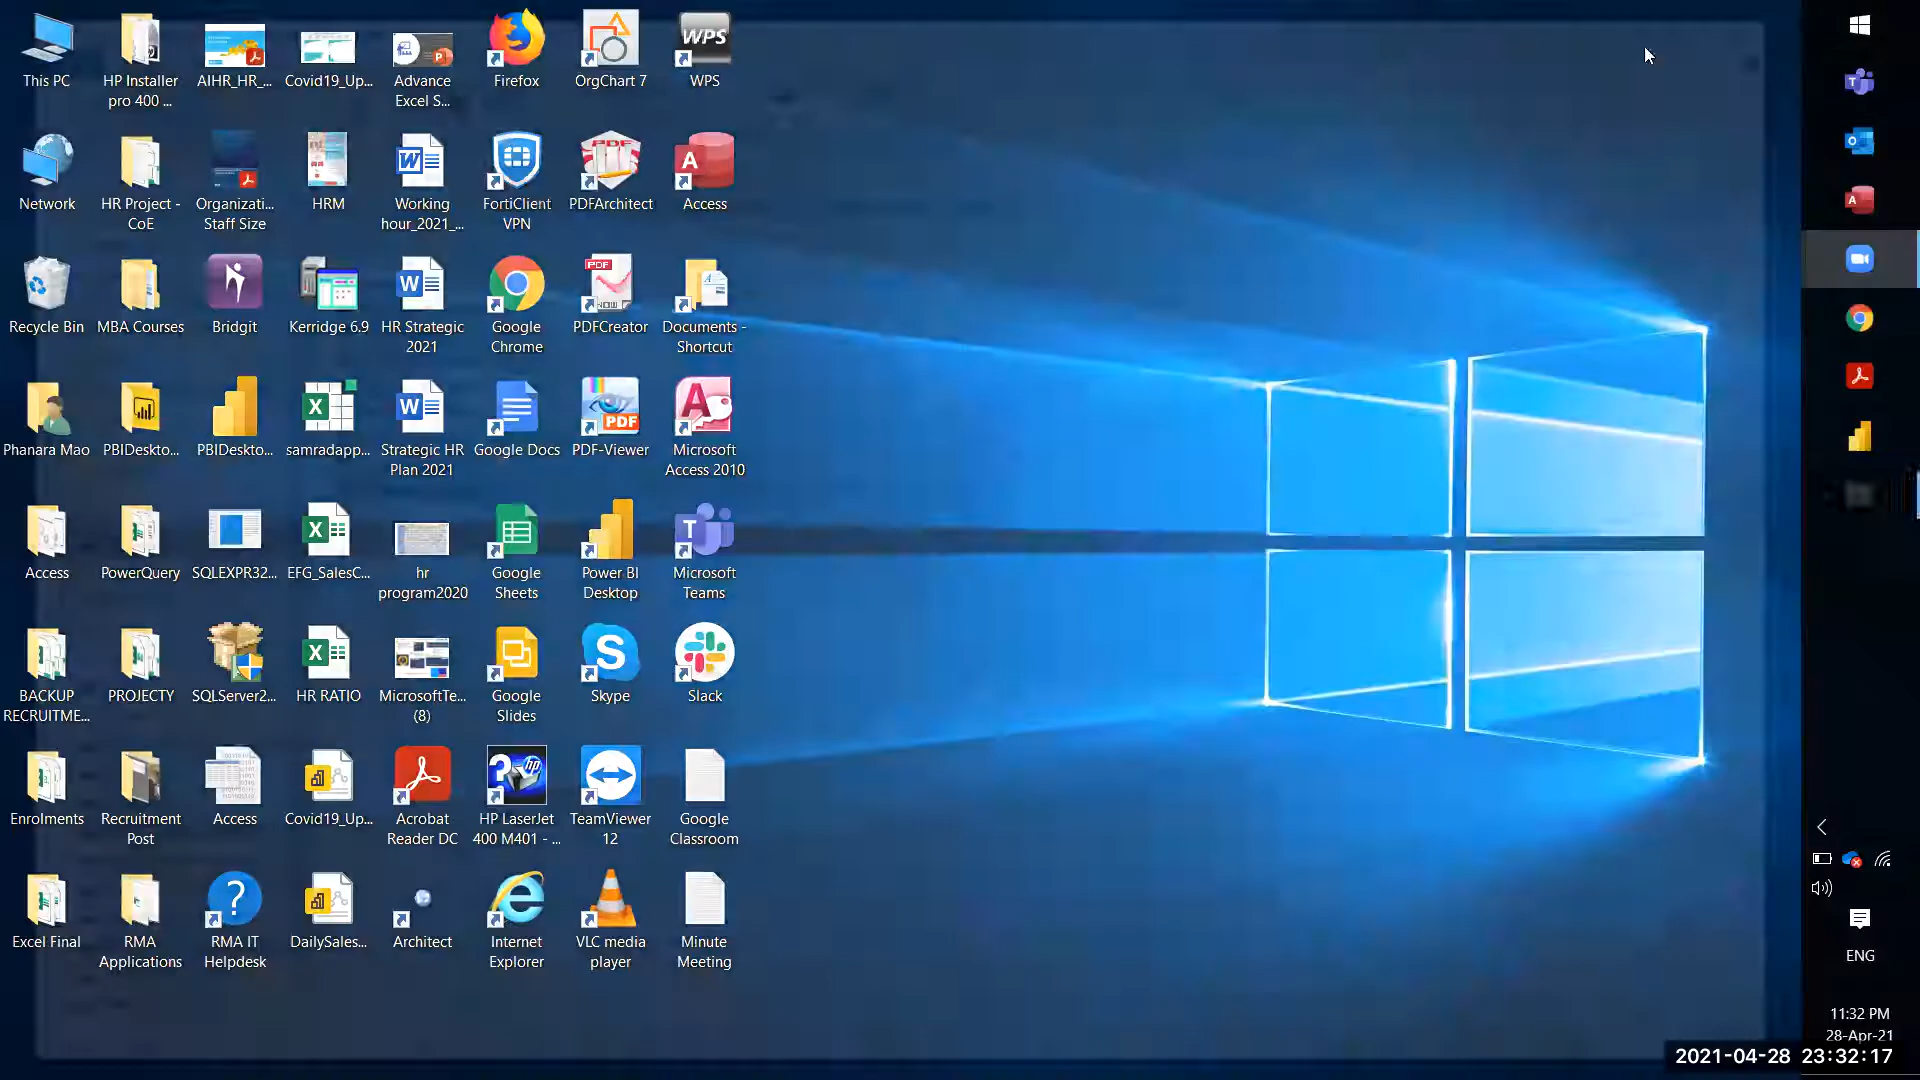 This PC
HP Installer
pro 400 ...
AIHR_HR_...
Covid19_Up...
Advance
Excel S...
Firefox
OrgChart 7
WPS
WPS
Network
HR Project -
CoE
Organizati...
Staff Size
HRM
Working
hour_2021_...
FortiClient
VPN
PDFArchitect
Access
Recycle Bin
MBA Courses
Bridgit
Kerridge 6.9
HR Strategic
2021
Google
Chrome
PDFCreator
Documents -
Shortcut
Phanara Mao
PBIDeskto...
PBIDeskto...
samradapp...
Strategic HR
Plan 2021
Google Docs
PDF-Viewer
Microsoft
Access 2010
Access
PowerQuery
SQLEXPR32...
EFG_SalesC...
hr
program2020
Google
Sheets
Power BI
Desktop
Microsoft
Teams
BACKUP
RECRUITME...
PROJECTY
SQLServer2...
HR RATIO
MicrosoftTe...
(8)
Google
Slides
Skype
Slack
Enrolments
Recruitment
Post
Access
Covid19_Up...
Acrobat
Reader DC
HP LaserJet
400 M401 - ...
TeamViewer
12
Google
Classroom
Excel Final
RMA
Applications
RMA IT
Helpdesk
DailySales...
Architect
Internet
Explorer
VLC media
player
Minute
Meeting
ENG
11:32 PM
28-Apr-21
2021-04-28 23:32:17